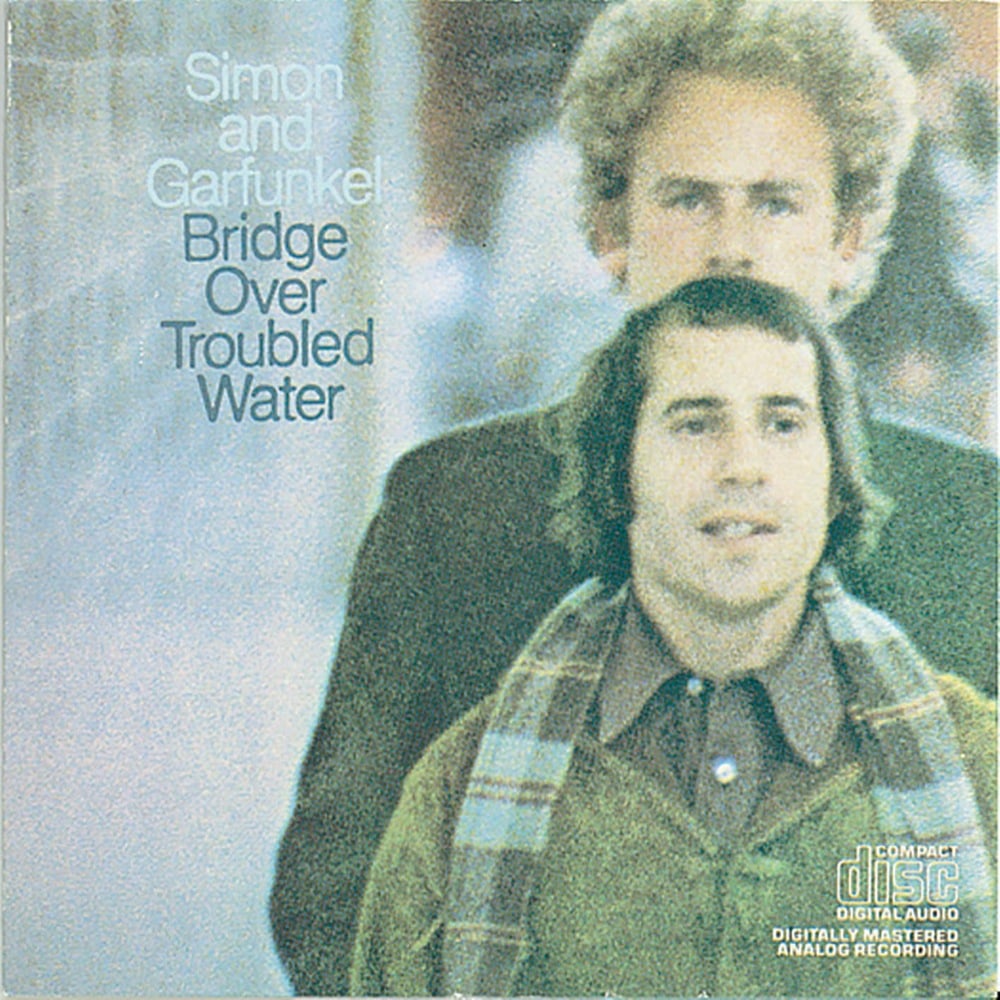 Simon
and
Garfunkel
Bridge
Over
Troubled
Water
COMPACT
disc
DIGITAL AUDIO
DIGITALLY MASTERED
ANALOG RECORDING